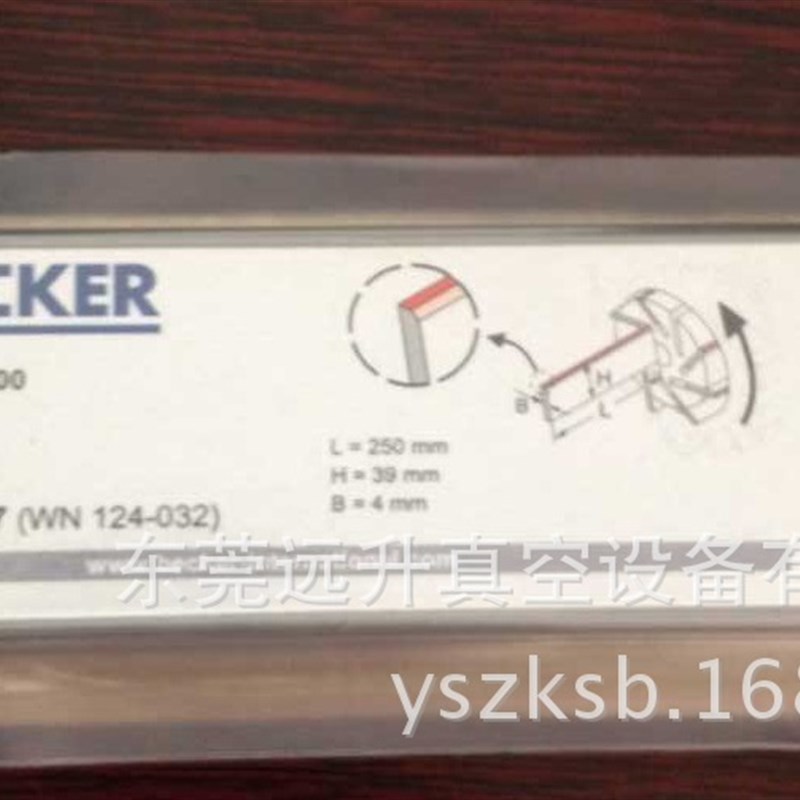 CKER
00
B
H
L
L = 250 mm
H = 39 mm
B = 4 mm
7 (WN 124-032)
东莞远升真空设备有
yszksb.168